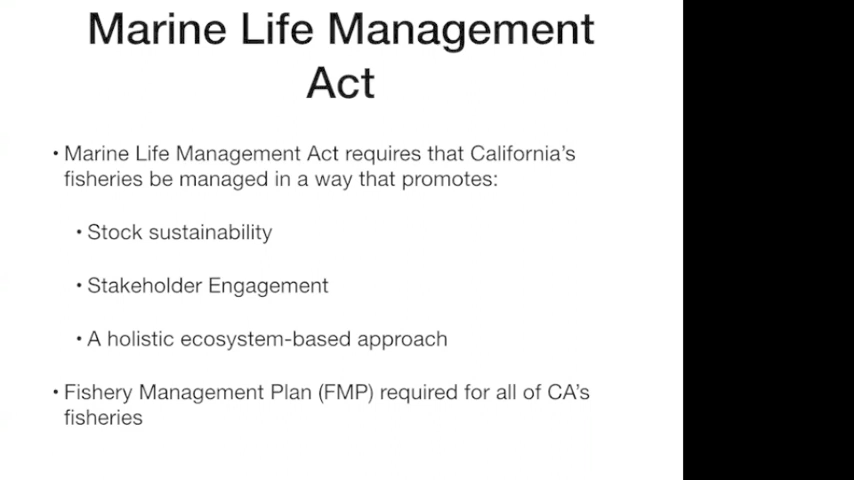 Marine Life Management
Act
• Marine Life Management Act requires that California's
fisheries be managed in a way that promotes:
• Stock sustainability
• Stakeholder Engagement
• A holistic ecosystem-based approach
• Fishery Management Plan (FMP) required for all of CA's
fisheries